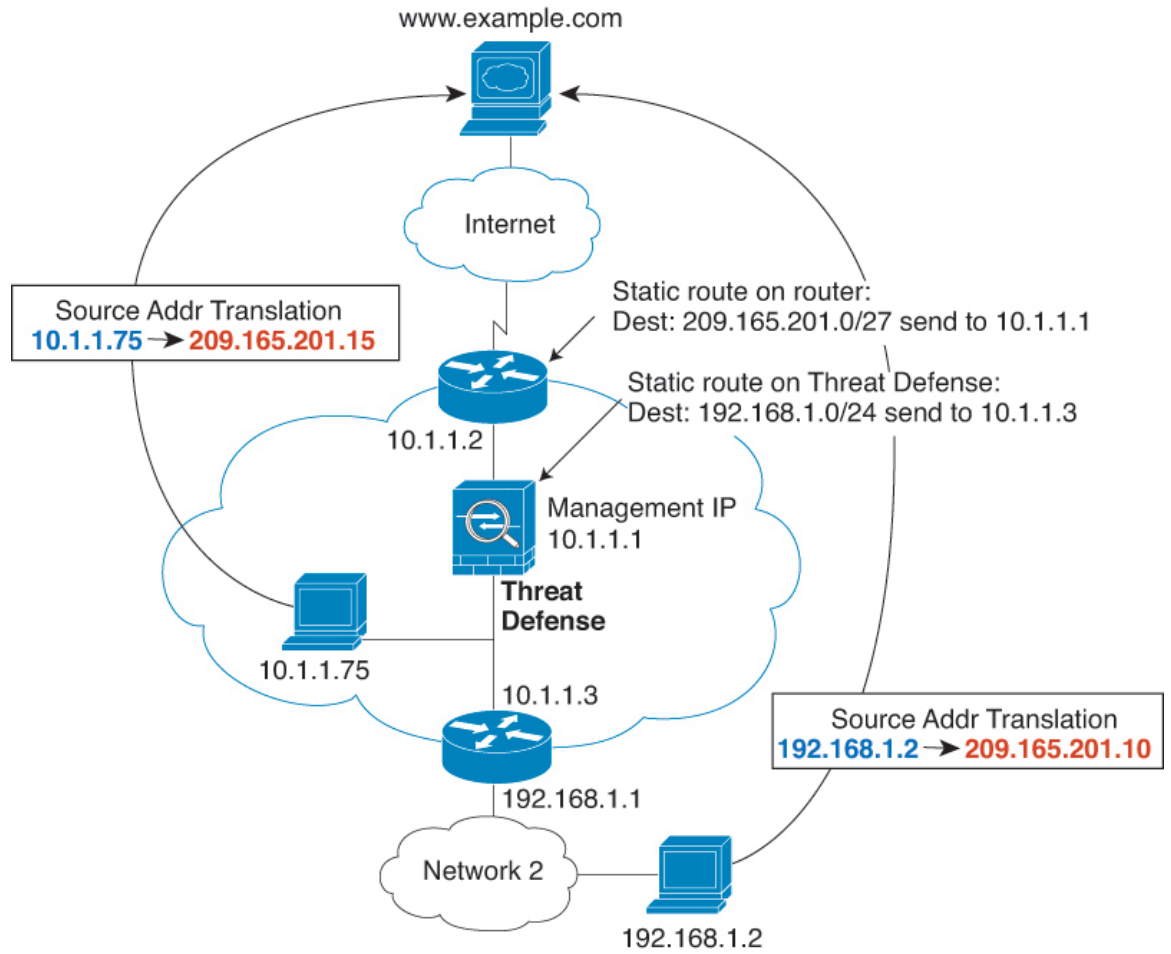 www.example.com
Internet
Source Addr Translation
10.1.1.75 → 209.165.201.15
Static route on router:
Dest: 209.165.201.0/27 send to 10.1.1.1
Static route on Threat Defense:
Dest: 192.168.1.0/24 send to 10.1.1.3
10.1.1.2
Management IP
10.1.1.1
Threat
Defense
10.1.1.75
10.1.1.3
Source Addr Translation
192.168.1.2 → 209.165.201.10
192.168.1.1
Network 2
192.168.1.2